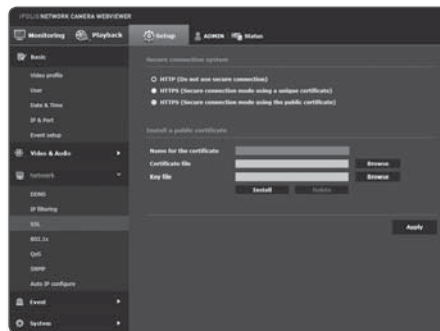 iPOLiS NETWORK CAMERA WEBVIEWER
Monitoring Playback Setup ADMIN Status
Basic
Video profile
User
Date & Time
IP & Port
Event setup
Video & Audio
Network
DDNS
IP filtering
SSL
802.1x
QoS
SNMP
Auto IP configure
Event
System
Secure connection system
HTTP (Do not use secure connection)
HTTPS (Secure connection mode using a unique certificate)
HTTPS (Secure connection mode using the public certificate)
Install a public certificate
Name for the certificate
Certificate file Browse
Key file Browse
Install Delete
Apply